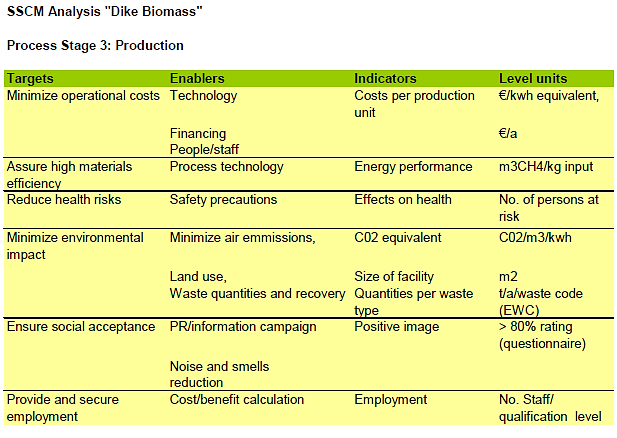 SSCM Analysis "Dike Biomass"
Process Stage 3: Production
Targets Enablers Indicators Level units
Minimize operational costs Technology Costs per production €/kwh equivalent,
unit
Financing €/a
People/staff
Assure high materials Process technology Energy performance m3CH4/kg input
efficiency
Reduce health risks Safety precautions Effects on health No. of persons at
risk
Minimize environmental Minimize air emmissions, C02 equivalent C02/m3/kwh
impact
Land use, Size of facility m2
Waste quantities and recovery Quantities per waste t/a/waste code
type (EWC)
Ensure social acceptance PR/information campaign Positive image > 80% rating
(questionnaire)
Noise and smells
reduction
Provide and secure Cost/benefit calculation Employment No. Staff/
employment qualification level